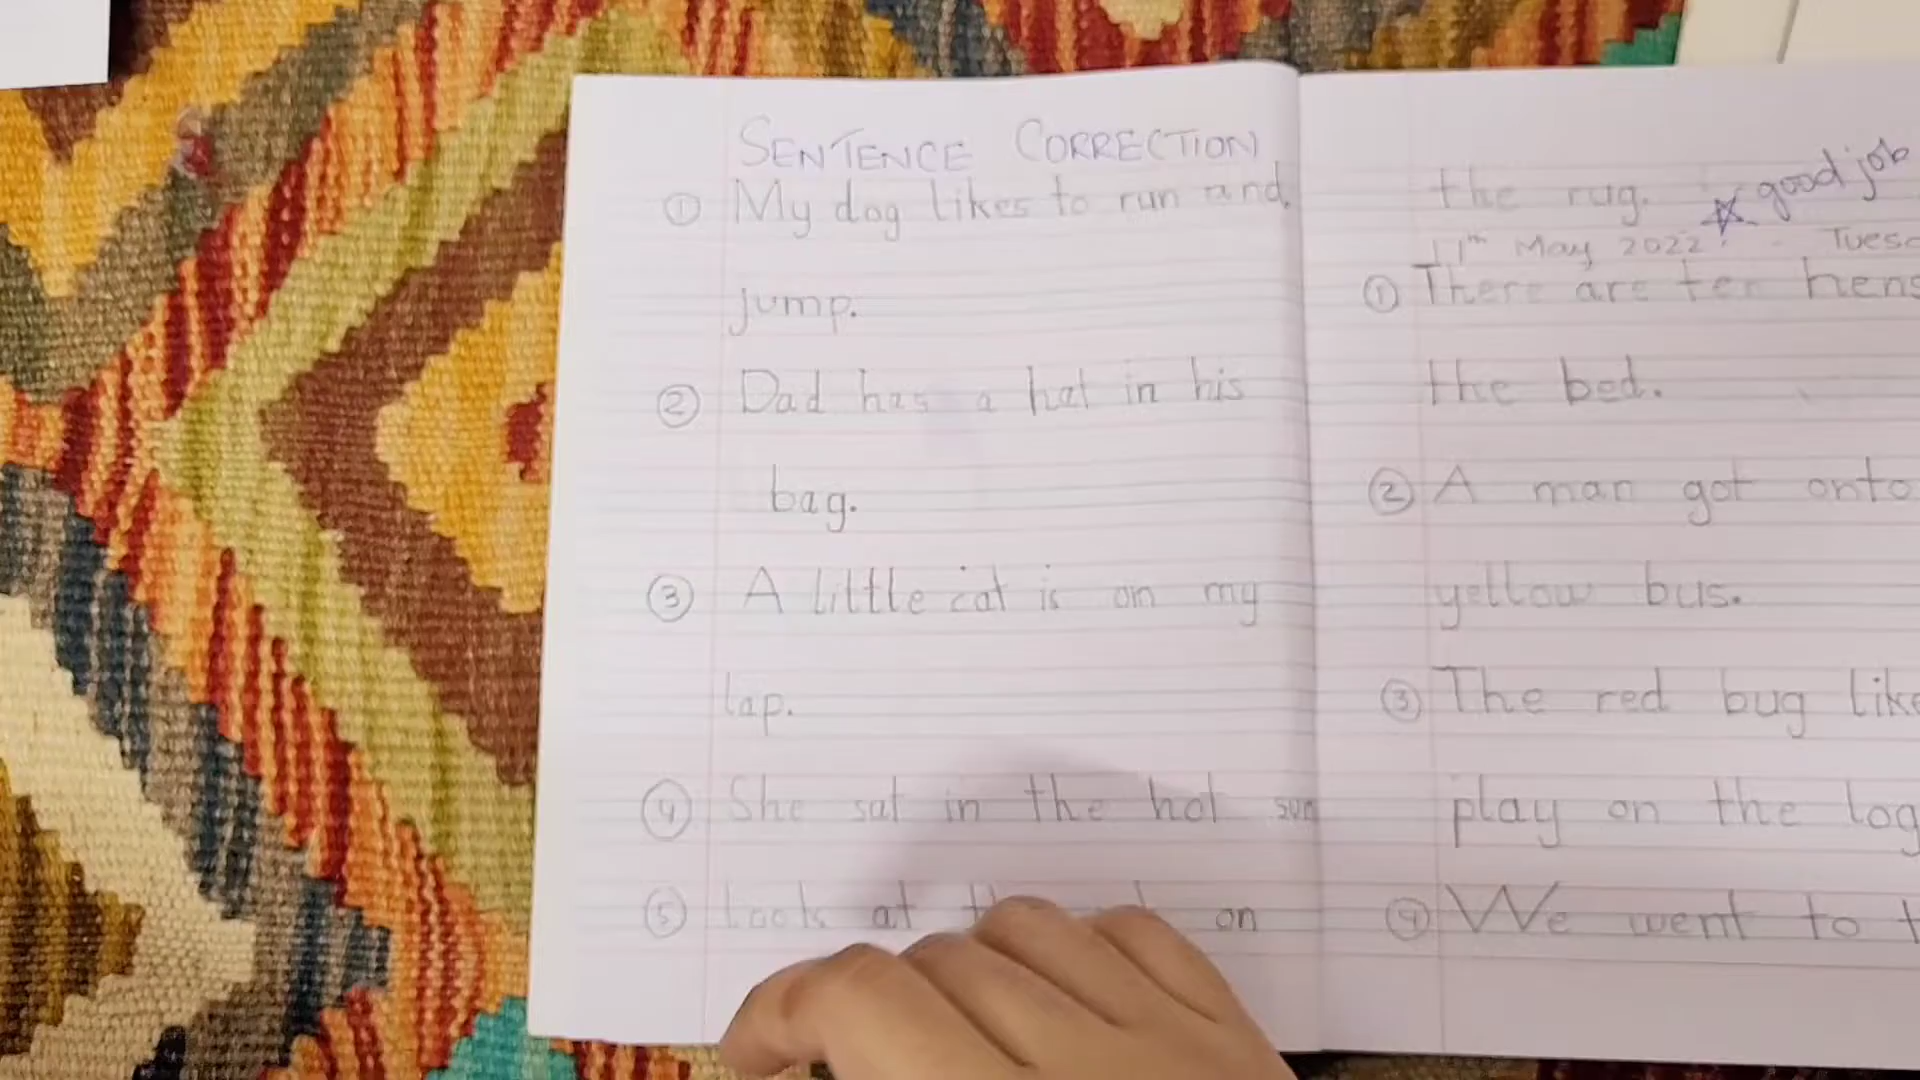 SENTENCE CORRECTION
① My dog likes to run and
jump.
② Dad has a hat in his
bag.
③ A little cat is on my
lap.
④ She sat in the hot sun
⑤ at on
the rug. good job
11th May 2022
① There are ten hens
the bed.
② A man got onto
yellow bus.
③ The red bug
play on the log
④ We went to